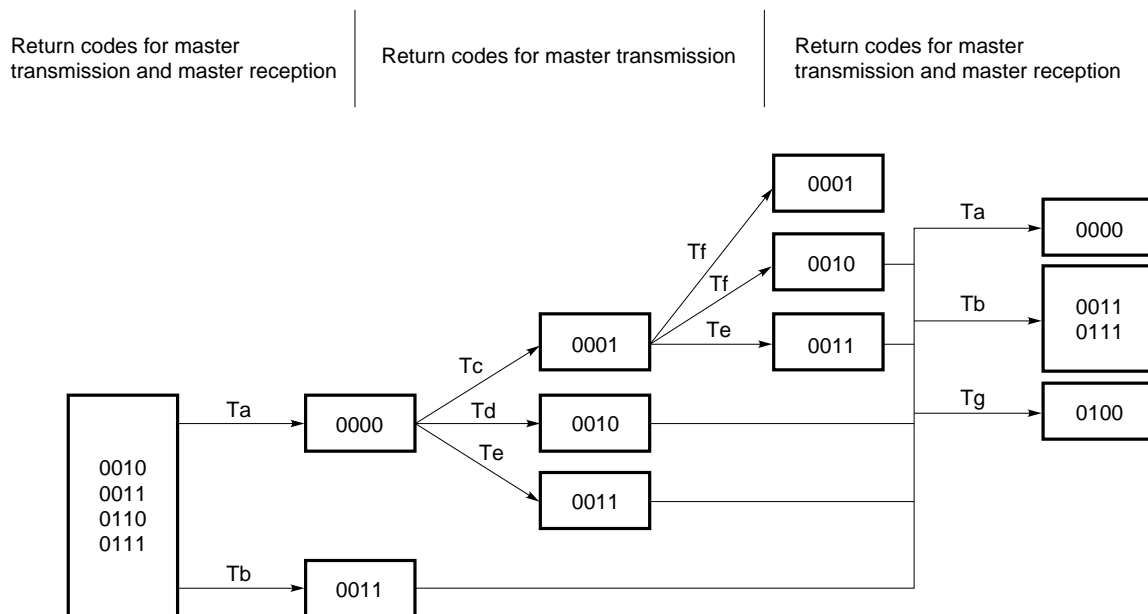 Return codes for master
transmission and master reception
Return codes for master transmission
Return codes for master
transmission and master reception
0001
Ta
0000
Tf
0010
Tf
Tb
0011
0111
0001
Te
0011
Tc
Tg
0100
Ta
0000
Td
0010
Te
0010
0011
0110
0111
0011
Tb
0011